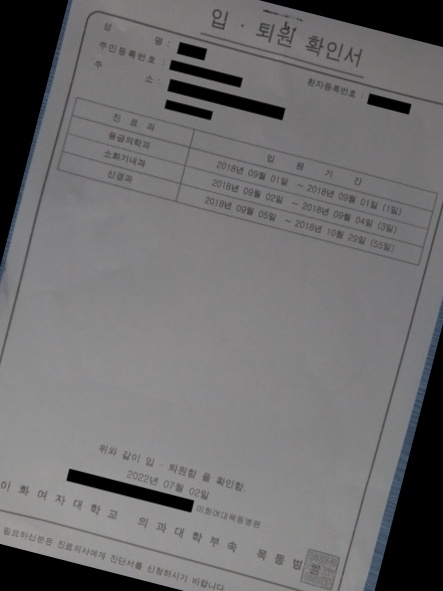 입 · 퇴원 확인서
성 명 :
주민등록번호 : 환자등록번호 :
주 소 :
진 료 과 입 원 기 간
응급의학과 2018년 09월 01일 ~ 2018년 09월 01일 (1일)
소화기내과 2018년 09월 02일 ~ 2018년 09월 04일 (3일)
신경과 2018년 09월 05일 ~ 2018년 10월 29일 (55일)
위와 같이 입 · 퇴원함 을 확인함.
2022년 07월 02일
이화여대목동병원
이 화 여 자 대 학 교 의 과 대 학 부 속 목 동 병
필요하신분은 진료의사에게 진단서를 신청하시기 바랍니다